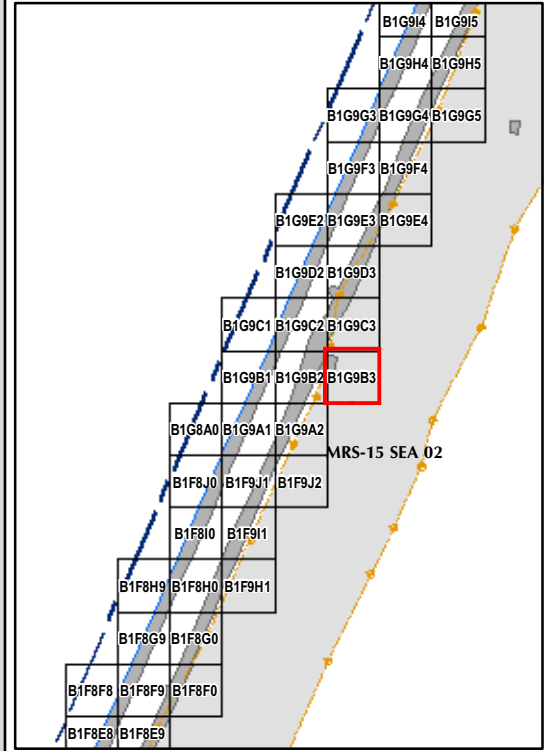 B1G9I4 B1G9I5
B1G9H4 B1G9H5
B1G9G3 B1G9G4 B1G9G5
B1G9F3 B1G9F4
B1G9E2 B1G9E3 B1G9E4
B1G9D2 B1G9D3
B1G9C1 B1G9C2 B1G9C3
B1G9B1 B1G9B2 B1G9B3
B1G8A0 B1G9A1 B1G9A2
MRS-15 SEA 02
B1F8J0 B1F9J1 B1F9J2
B1F8I0 B1F9I1
B1F8H9 B1F8H0 B1F9H1
B1F8G9 B1F8G0
B1F8F8 B1F8F9 B1F8F0
B1F8E8 B1F8E9